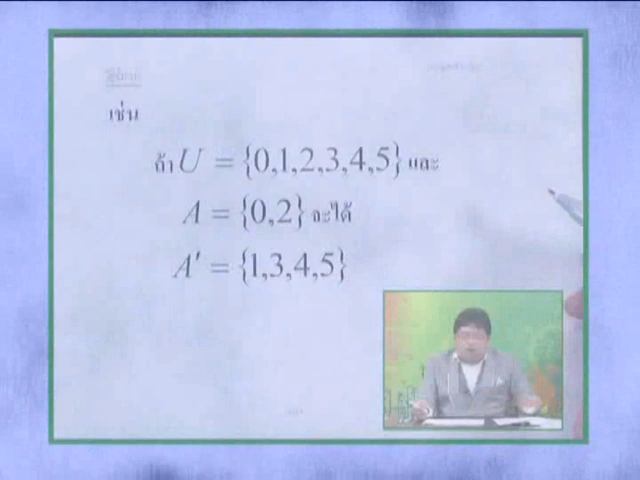 เช่น
ถ้า U = {0,1,2,3,4,5} และ
A = {0,2} จะได้
A′ = {1,3,4,5}